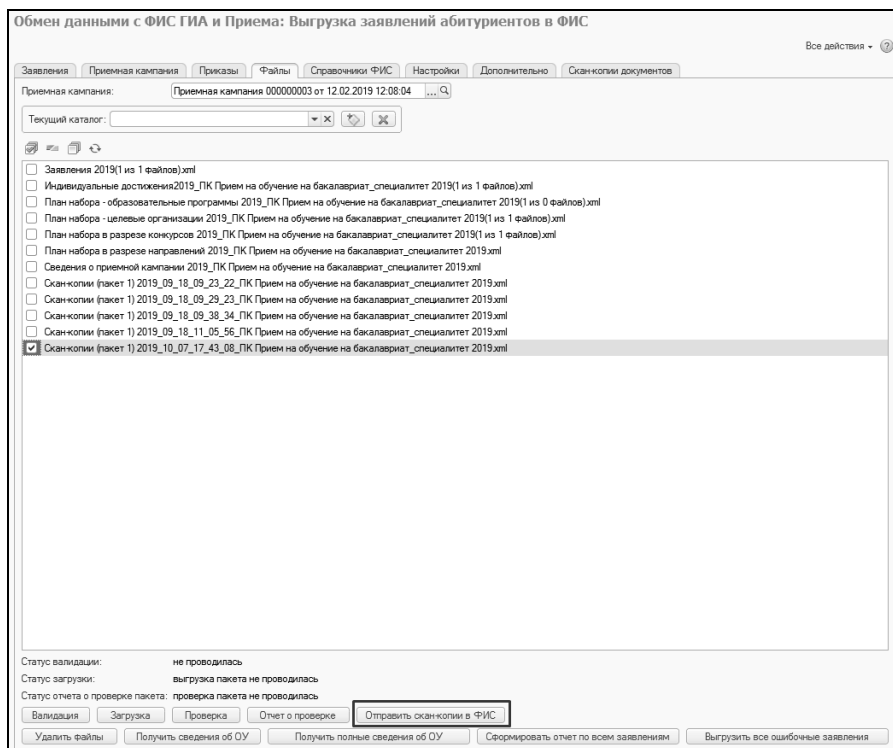 Обмен данными с ФИС ГИА и Приема: Выгрузка заявлений абитуриентов в ФИС
Все действия
Заявления Приемная кампания Приказы Файлы Справочники ФИС Настройки Дополнительно Скан-копии документов
Приемная кампания: Приемная кампания 000000003 от 12.02.2019 12:08:04
Текущий каталог:
Заявления 2019(1 из 1 файлов).xml
Индивидуальные достижения2019_ПК Прием на обучение на бакалавриат_специалитет 2019(1 из 1 файлов).xml
План набора - образовательные программы 2019_ПК Прием на обучение на бакалавриат_специалитет 2019(1 из 0 файлов).xml
План набора - целевые организации 2019_ПК Прием на обучение на бакалавриат_специалитет 2019(1 из 1 файлов).xml
План набора в разрезе конкурсов 2019_ПК Прием на обучение на бакалавриат_специалитет 2019(1 из 1 файлов).xml
План набора в разрезе направлений 2019_ПК Прием на обучение на бакалавриат_специалитет 2019.xml
Сведения о приемной кампании 2019_ПК Прием на обучение на бакалавриат_специалитет 2019.xml
Скан-копии (пакет 1) 2019_09_18_09_23_22_ПК Прием на обучение на бакалавриат_специалитет 2019.xml
Скан-копии (пакет 1) 2019_09_18_09_29_23_ПК Прием на обучение на бакалавриат_специалитет 2019.xml
Скан-копии (пакет 1) 2019_09_18_09_38_34_ПК Прием на обучение на бакалавриат_специалитет 2019.xml
Скан-копии (пакет 1) 2019_09_18_11_05_56_ПК Прием на обучение на бакалавриат_специалитет 2019.xml
Скан-копии (пакет 1) 2019_10_07_17_43_08_ПК Прием на обучение на бакалавриат_специалитет 2019.xml
Статус валидации: не проводилась
Статус загрузки: выгрузка пакета не проводилась
Статус отчета о проверке пакета: проверка пакета не проводилась
Валидация Загрузка Проверка Отчет о проверке Отправить скан-копии в ФИС
Удалить файлы Получить сведения об ОУ Получить полные сведения об ОУ Сформировать отчет по всем заявлениям Выгрузить все ошибочные заявления